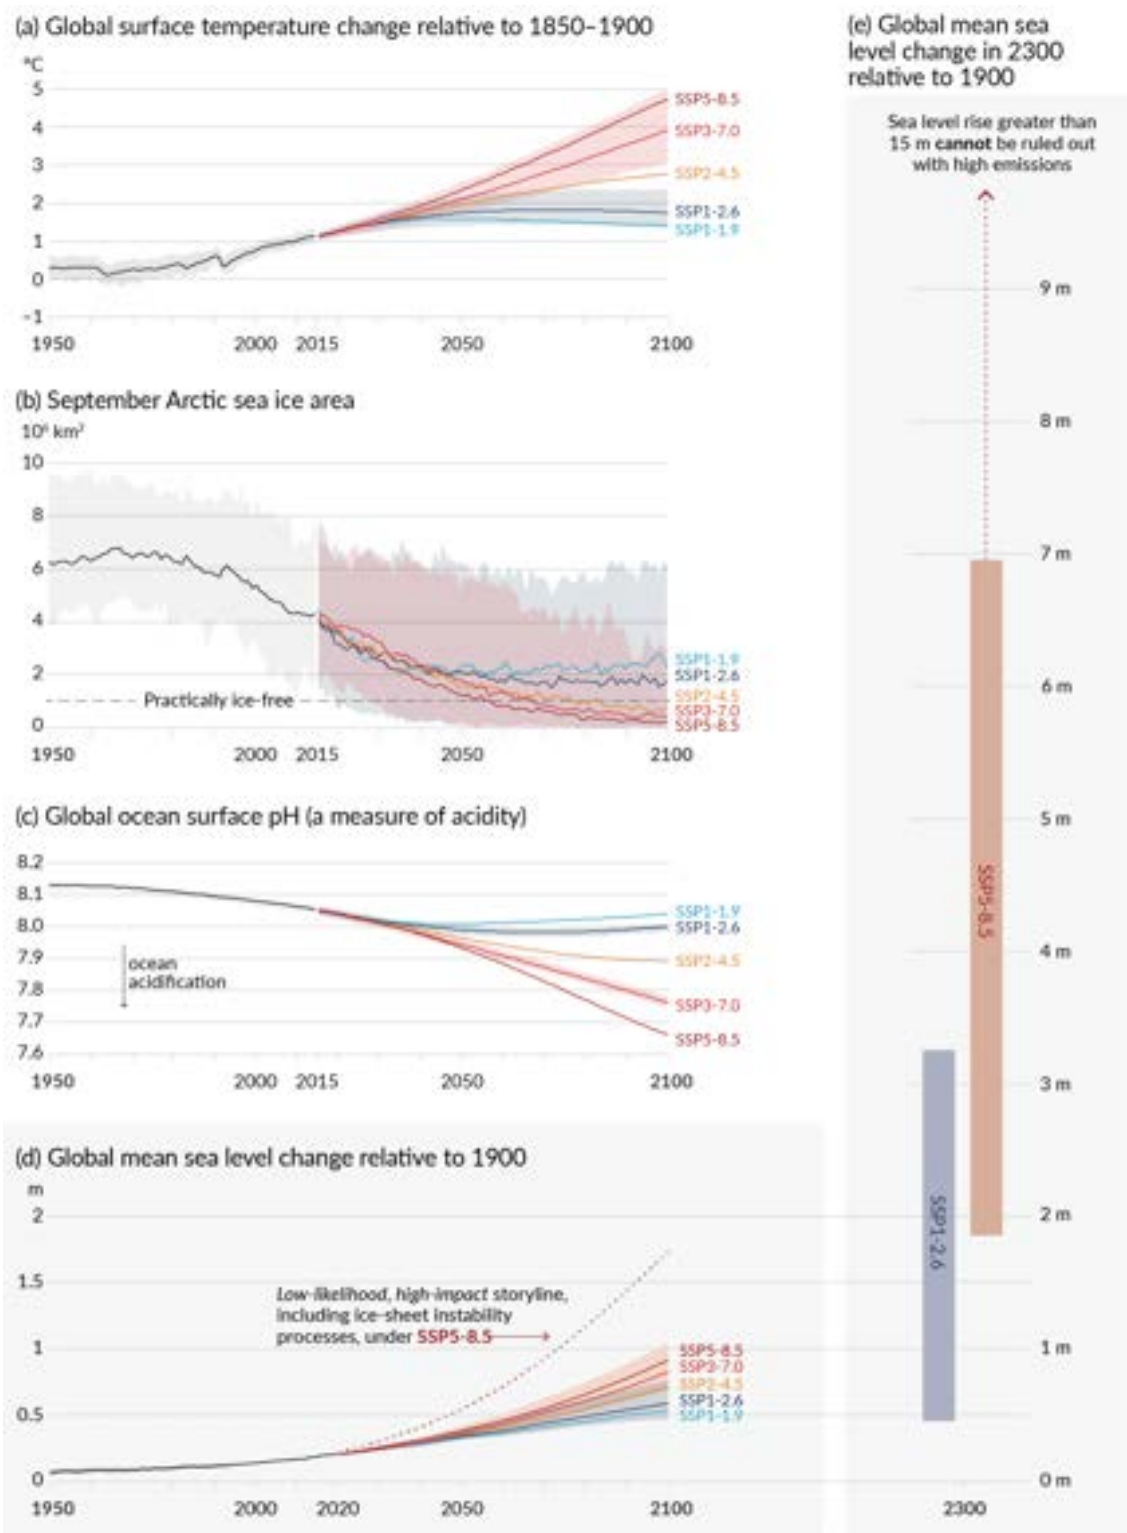 (a) Global surface temperature change relative to 1850–1900
°C
5
4
3
2
1
0
–1
1950
2000
2015
2050
2100
SSP5-8.5
SSP3-7.0
SSP2-4.5
SSP1-2.6
SSP1-1.9
(b) September Arctic sea ice area
10⁶ km²
10
8
6
4
2
0
Practically ice-free
1950
2000
2015
2050
2100
SSP1-1.9
SSP1-2.6
SSP2-4.5
SSP3-7.0
SSP5-8.5
(c) Global ocean surface pH (a measure of acidity)
8.2
8.1
8.0
7.9
7.8
7.7
7.6
ocean
acidification
1950
2000
2015
2050
2100
SSP1-1.9
SSP1-2.6
SSP2-4.5
SSP3-7.0
SSP5-8.5
(d) Global mean sea level change relative to 1900
m
2
1.5
1
0.5
0
Low-likelihood, high-impact storyline,
including ice-sheet instability
processes, under SSP5-8.5
1950
2000
2020
2050
2100
SSP5-8.5
SSP3-7.0
SSP2-4.5
SSP1-2.6
SSP1-1.9
(e) Global mean sea
level change in 2300
relative to 1900
Sea level rise greater than
15 m cannot be ruled out
with high emissions
9 m
8 m
7 m
6 m
5 m
4 m
3 m
2 m
1 m
0 m
SSP5-8.5
SSP1-2.6
2300